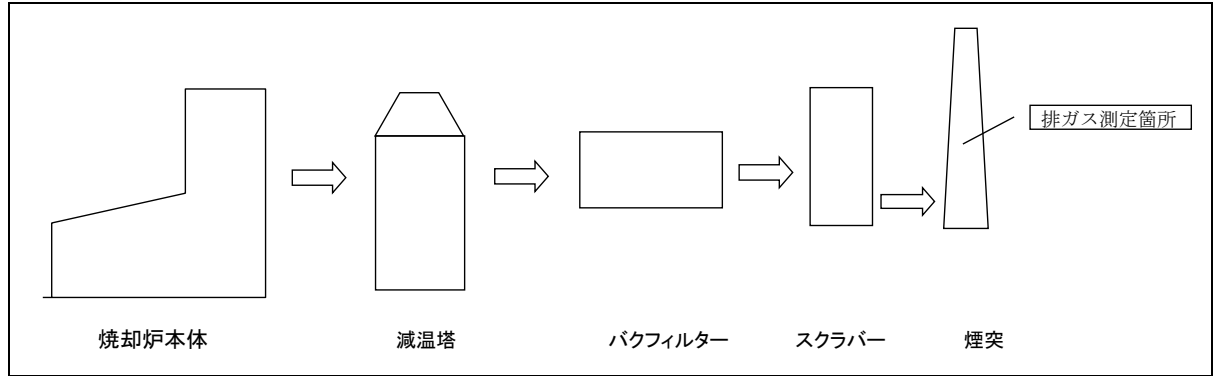 排ガス測定箇所
焼却炉本体
減温塔
バクフィルター
スクラバー
煙突